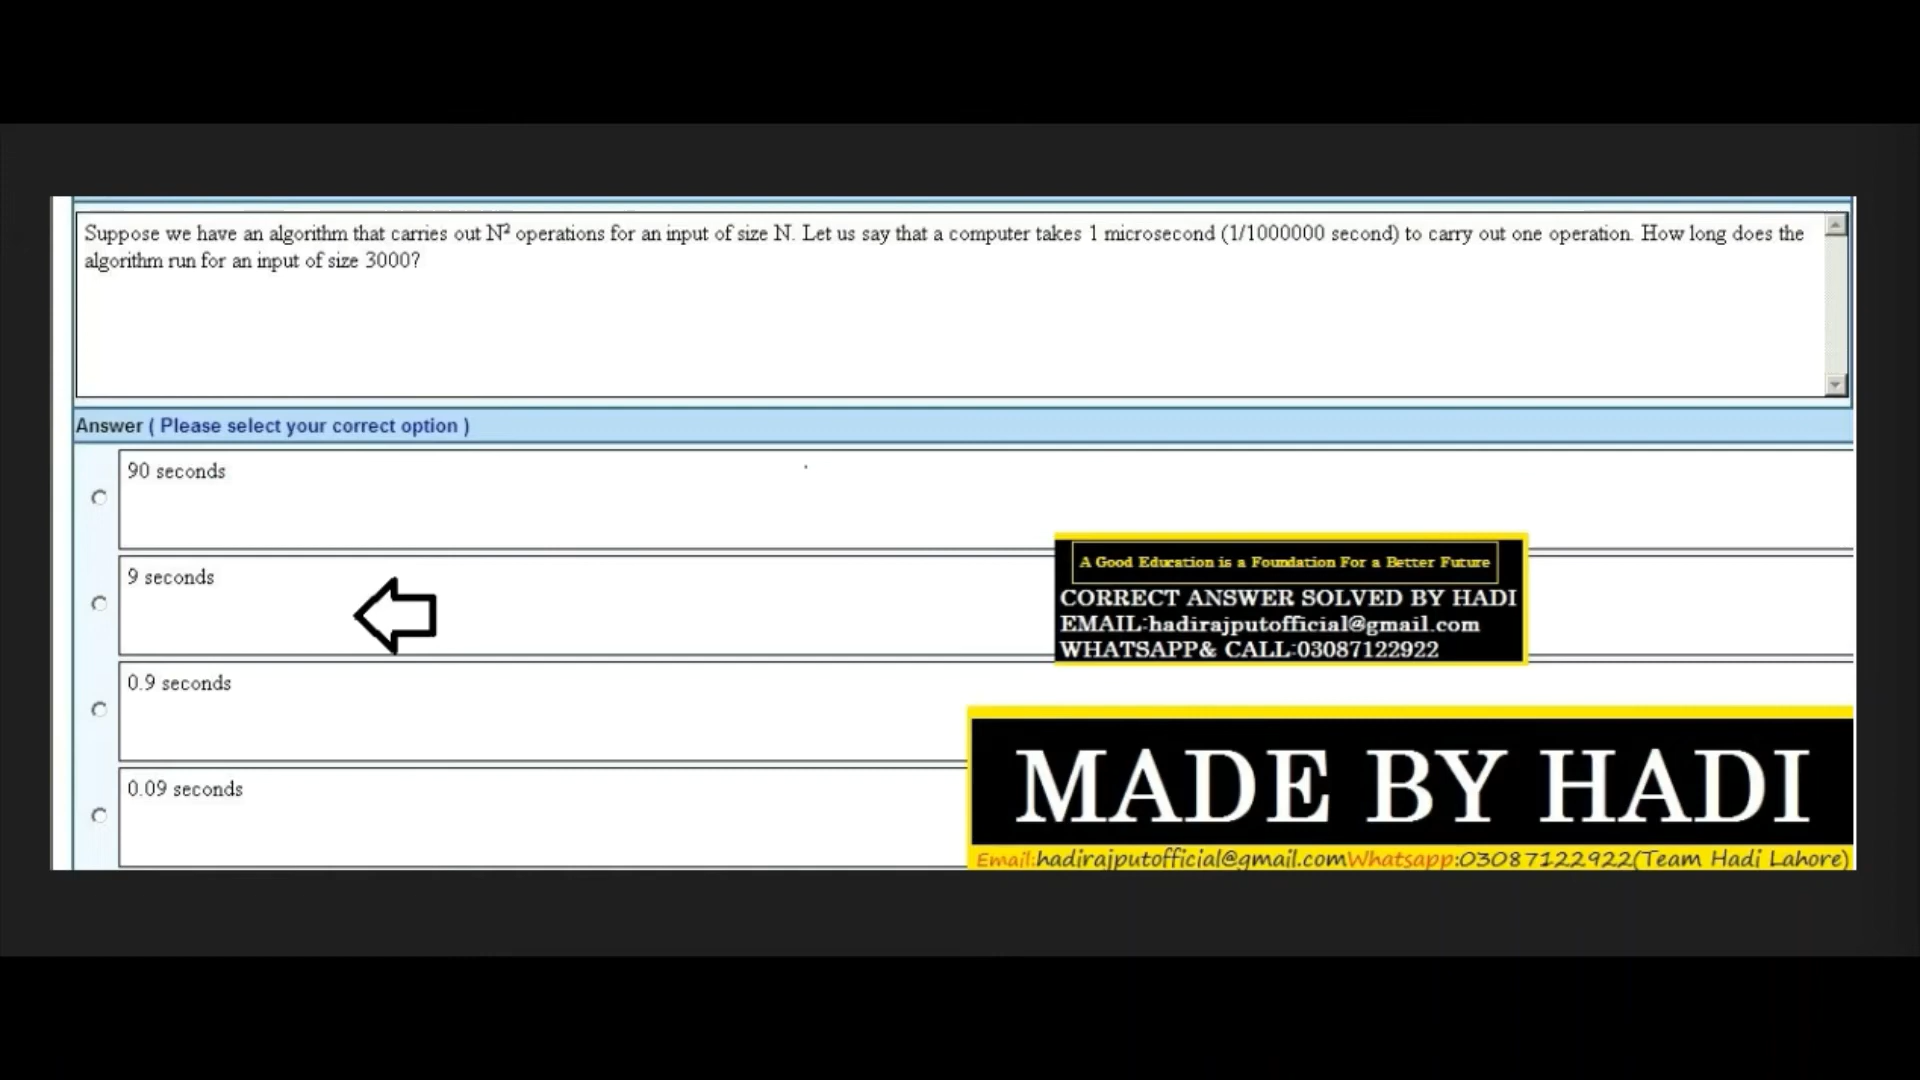 Suppose we have an algorithm that carries out N² operations for an input of size N. Let us say that a computer takes 1 microsecond (1/1000000 second) to carry out one operation. How long does the
algorithm run for an input of size 3000?
Answer ( Please select your correct option )
90 seconds
9 seconds
0.9 seconds
0.09 seconds
A Good Education is a Foundation For a Better Future
CORRECT ANSWER SOLVED BY HADI
EMAIL:hadirajputofficial@gmail.com
WHATSAPP& CALL:03087122922
MADE BY HADI
Email:hadirajputofficial@gmail.comWhatsapp:03087122922(Team Hadi Lahore)